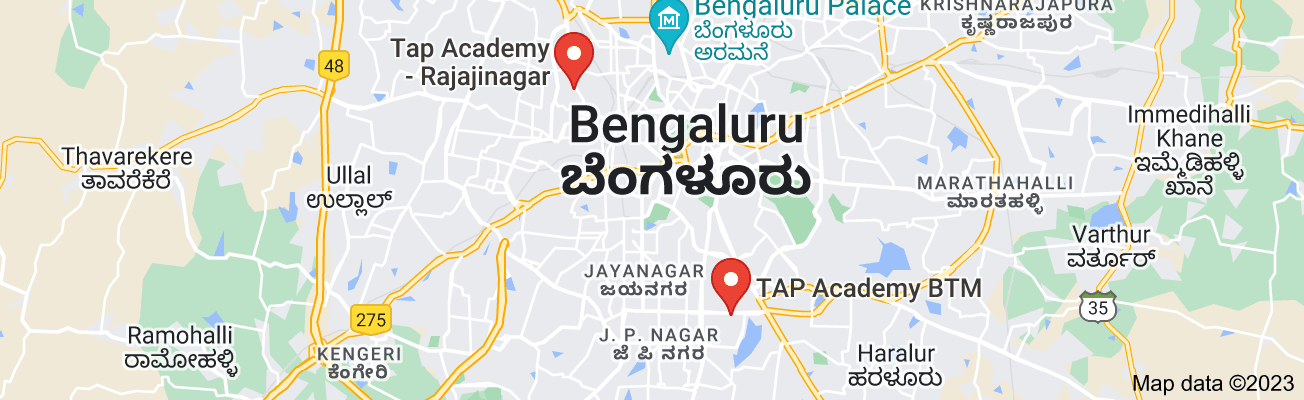 Bengaluru Palace
ಬೆಂಗಳೂರು
ಅರಮನೆ
KRISHNARAJAPURA
ಕೃಷ್ಣರಾಜಪುರ
Tap Academy
- Rajajinagar
48
Bengaluru
ಬೆಂಗಳೂರು
Immedihalli
Khane
ಇಮ್ಮೆಡಿಹಳ್ಳಿ
ಖಾನೆ
Thavarekere
ತಾವರೆಕೆರೆ
Ullal
ಉಲ್ಲಾಲ್
MARATHAHALLI
ಮಾರತಹಳ್ಳಿ
Varthur
ವರ್ತೂರ್
JAYANAGAR
ಜಯನಗರ
TAP Academy BTM
35
275
Ramohalli
ರಾಮೋಹಳ್ಳಿ
KENGERI
ಕೆಂಗೇರಿ
J. P. NAGAR
ಜೆ ಪಿ ನಗರ
Haralur
ಹರಳೂರು
Map data ©2023